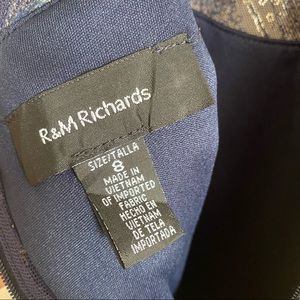 R&M Richards
SIZE/TALLA
8
MADE IN
VIETNAM
OF IMPORTED
FABRIC
HECHO EN
VIETNAM
DE TELA
IMPORTADA